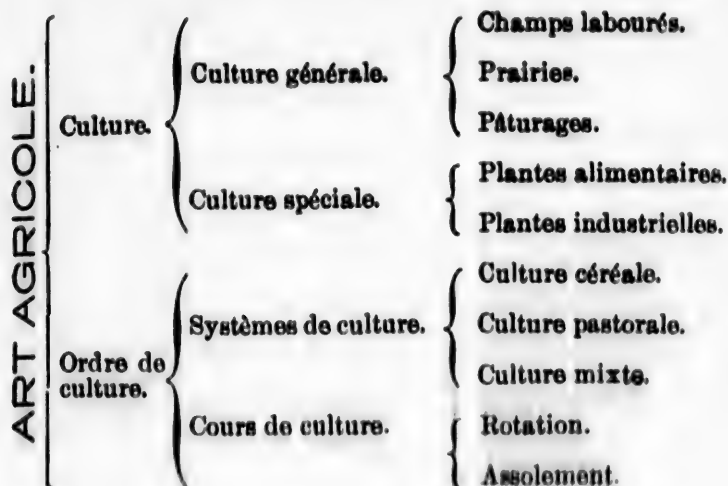 ART AGRICOLE.
Culture.
Culture générale.
Champs labourés.
Prairies.
Pâturages.
Culture spéciale.
Plantes alimentaires.
Plantes industrielles.
Ordre de
culture.
Systèmes de culture.
Culture céréale.
Culture pastorale.
Culture mixte.
Cours de culture.
Rotation.
Assolement.